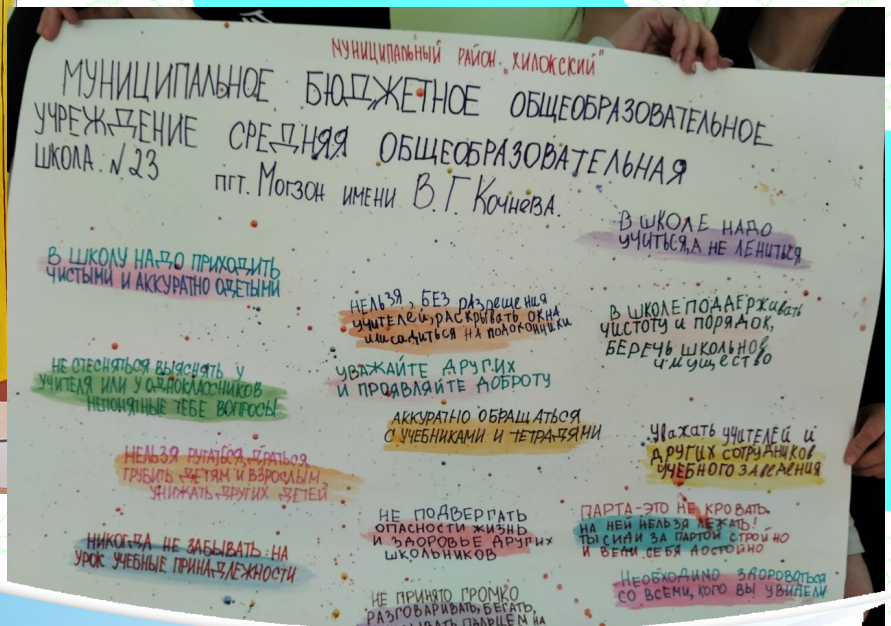 МУНИЦИПАЛЬНЫЙ РАЙОН „ХИЛОКСКИЙ"
МУНИЦИПАЛЬНОЕ БЮДЖЕТНОЕ ОБЩЕОБРАЗОВАТЕЛЬНОЕ
УЧРЕЖДЕНИЕ СРЕДНЯЯ ОБЩЕОБРАЗОВАТЕЛЬНАЯ
ШКОЛА N23
пгт. Могзон имени В.Г. Кочнева.
В ШКОЛЕ НАДО
УЧИТЬСЯ, А НЕ ЛЕНИТЬСЯ
В ШКОЛУ НАДО ПРИХОДИТЬ
ЧИСТЫМИ И АККУРАТНО ОДЕТЫМИ
НЕЛЬЗЯ, БЕЗ РАЗРЕШЕНИЯ
УЧИТЕЛЕЙ, РАСКРЫВАТЬ ОКНА
ИЛИ САДИТЬСЯ НА ПОДОКОННИКИ
В ШКОЛЕ ПОДДЕРЖИВАТЬ
ЧИСТОТУ И ПОРЯДОК,
БЕРЕЧЬ ШКОЛЬНОЕ
ИМУЩЕСТВО
НЕ СТЕСНЯТЬСЯ ВЫЯСНЯТЬ У
УЧИТЕЛЯ ИЛИ У ОДНОКЛАССНИКОВ
НЕПОНЯТНЫЕ ТЕБЕ ВОПРОСЫ
УВАЖАЙТЕ ДРУГИХ
И ПРОЯВЛЯЙТЕ ДОБРОТУ
АККУРАТНО ОБРАЩАТЬСЯ
С УЧЕБНИКАМИ И ТЕТРАДЯМИ
УВАЖАТЬ УЧИТЕЛЕЙ И
ДРУГИХ СОТРУДНИКОВ
УЧЕБНОГО ЗАВЕДЕНИЯ
НЕЛЬЗЯ РУГАТЬСЯ, ДРАТЬСЯ,
ГРУБИТЬ ДЕТЯМ И ВЗРОСЛЫМ,
УНИЖАТЬ ДРУГИХ ДЕТЕЙ
НЕ ПОДВЕРГАТЬ
ОПАСНОСТИ ЖИЗНЬ
И ЗДОРОВЬЕ ДРУГИХ
ШКОЛЬНИКОВ
ПАРТА-ЭТО НЕ КРОВАТЬ.
НА НЕЙ НЕЛЬЗЯ ЛЕЖАТЬ!
ТЫ СИДИ ЗА ПАРТОЙ СТРОЙНО
И ВЕДИ СЕБЯ ДОСТОЙНО
НИКОГДА НЕ ЗАБЫВАТЬ НА
УРОК УЧЕБНЫЕ ПРИНАДЛЕЖНОСТИ
НЕОБХОДИМО ЗДОРОВАТЬСЯ
СО ВСЕМИ, КОГО ВЫ УВИДЕЛИ
НЕ ПРИНЯТО ГРОМКО
РАЗГОВАРИВАТЬ, БЕГАТЬ,
ПАЛЬЦЕМ НА